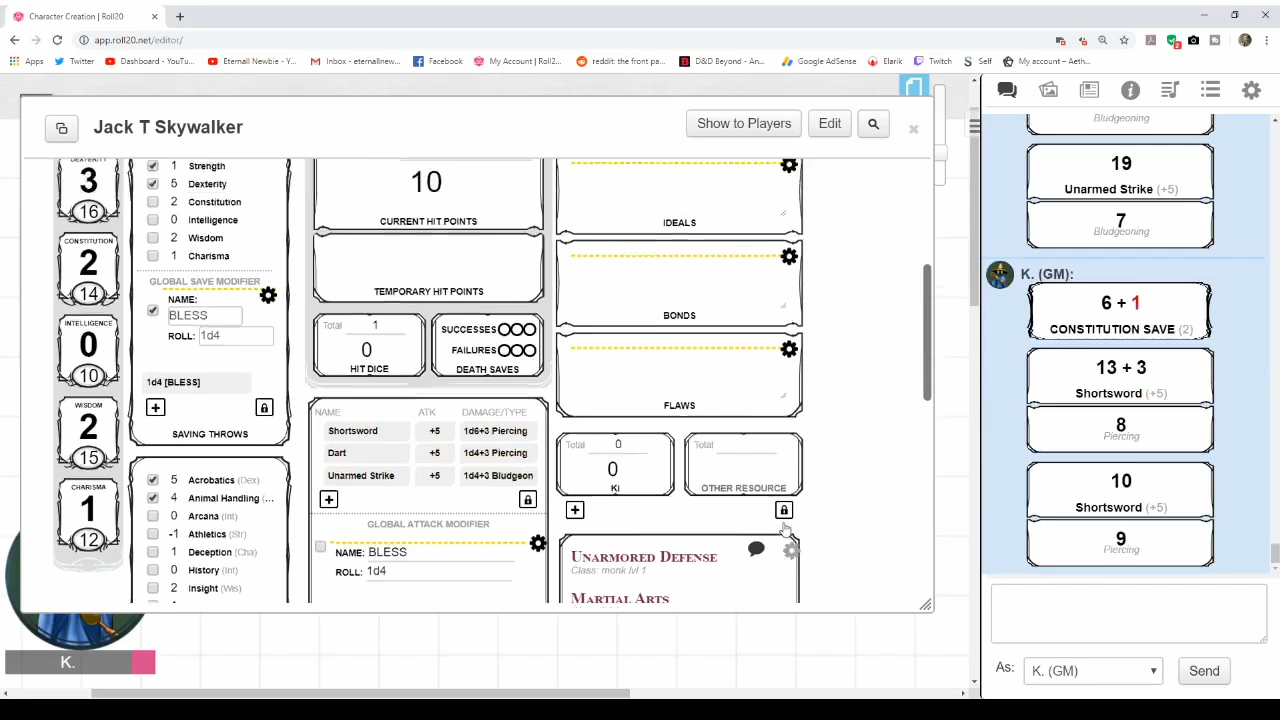 Character Creation | Roll20
app.roll20.net/editor/
Apps
Twitter
Dashboard - YouTu...
Eternall Newbie - Y...
Inbox - eternallnew...
Facebook
My Account | Roll2...
reddit: the front pa...
D&D Beyond - An...
Google AdSense
Elarik
Twitch
Self
My account — Aeth...
Jack T Skywalker
Show to Players
Edit
DEXTERITY
3
16
CONSTITUTION
2
14
INTELLIGENCE
0
10
WISDOM
2
15
CHARISMA
1
12
1 Strength
5 Dexterity
2 Constitution
0 Intelligence
2 Wisdom
1 Charisma
GLOBAL SAVE MODIFIER
NAME:
BLESS
ROLL: 1d4
1d4 [BLESS]
SAVING THROWS
5 Acrobatics (Dex)
4 Animal Handling (...
0 Arcana (Int)
-1 Athletics (Str)
1 Deception (Cha)
0 History (Int)
2 Insight (Wis)
10
CURRENT HIT POINTS
TEMPORARY HIT POINTS
Total 1
0
HIT DICE
SUCCESSES
FAILURES
DEATH SAVES
NAME ATK DAMAGE/TYPE
Shortsword +5 1d6+3 Piercing
Dart +5 1d4+3 Piercing
Unarmed Strike +5 1d4+3 Bludgeon
GLOBAL ATTACK MODIFIER
NAME: BLESS
ROLL: 1d4
IDEALS
BONDS
FLAWS
Total 0
0
Ki
Total
OTHER RESOURCE
UNARMORED DEFENSE
Class: monk lvl 1
MARTIAL ARTS
K.
Bludgeoning
19
Unarmed Strike (+5)
7
Bludgeoning
K. (GM):
6 + 1
CONSTITUTION SAVE (2)
13 + 3
Shortsword (+5)
8
Piercing
10
Shortsword (+5)
9
Piercing
As:
K. (GM)
Send